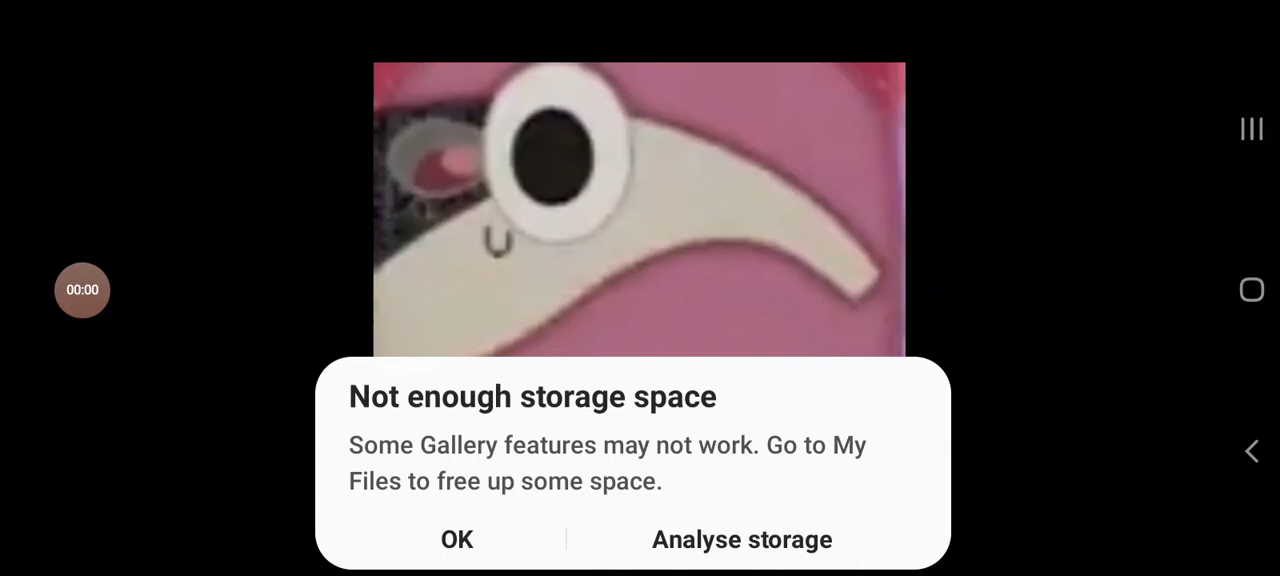 00:00
Not enough storage space
Some Gallery features may not work. Go to My
Files to free up some space.
OK
Analyse storage